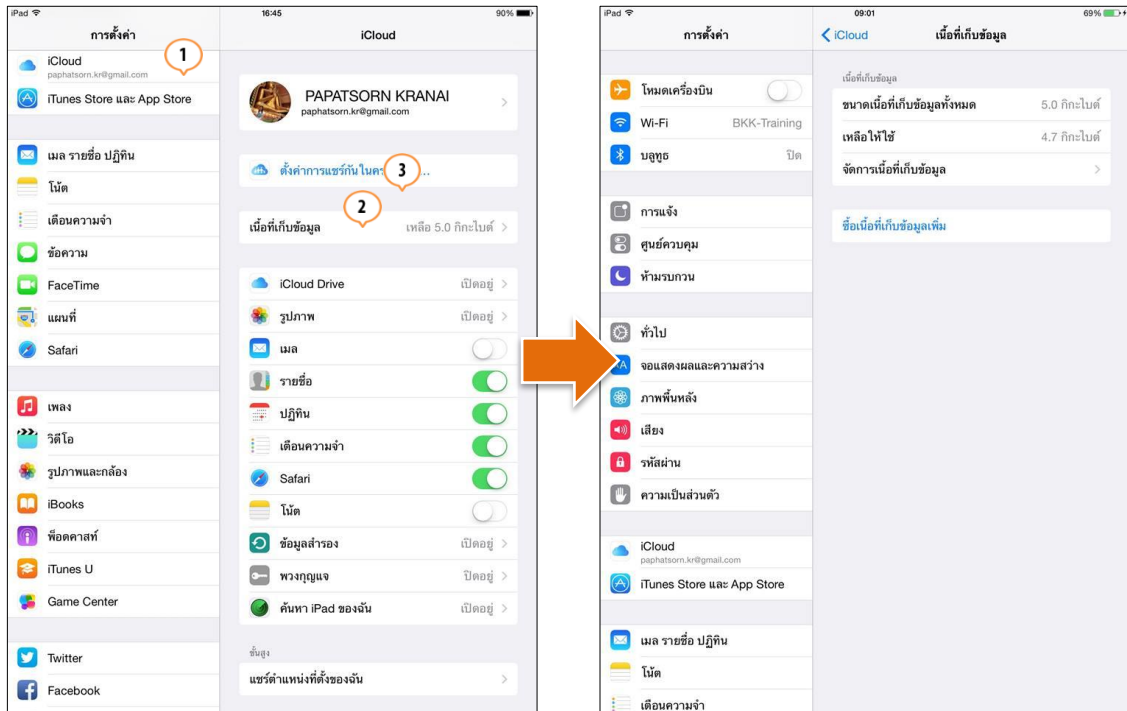 iPad 16:45 90%
การตั้งค่า
iCloud
paphatsorn.kr@gmail.com
1
iTunes Store และ App Store
เมล รายชื่อ ปฏิทิน
โน้ต
เตือนความจำ
ข้อความ
FaceTime
แผนที่
Safari
เพลง
วิดีโอ
รูปภาพและกล้อง
iBooks
พ็อดคาสท์
iTunes U
Game Center
Twitter
Facebook
iCloud
PAPATSORN KRANAI
paphatsorn.kr@gmail.com
ตั้งค่าการแชร์กันในคร 3 ...
2
เนื้อที่เก็บข้อมูล เหลือ 5.0 กิกะไบต์
iCloud Drive เปิดอยู่
รูปภาพ เปิดอยู่
เมล
รายชื่อ
ปฏิทิน
เตือนความจำ
Safari
โน้ต
ข้อมูลสำรอง เปิดอยู่
พวงกุญแจ ปิดอยู่
ค้นหา iPad ของฉัน เปิดอยู่
ขั้นสูง
แชร์ตำแหน่งที่ตั้งของฉัน
iPad 09:01 69%
การตั้งค่า
โหมดเครื่องบิน
Wi-Fi BKK-Training
บลูทูธ ปิด
การแจ้ง
ศูนย์ควบคุม
ห้ามรบกวน
ทั่วไป
AA จอแสดงผลและความสว่าง
ภาพพื้นหลัง
เสียง
รหัสผ่าน
ความเป็นส่วนตัว
iCloud
paphatsorn.kr@gmail.com
iTunes Store และ App Store
เมล รายชื่อ ปฏิทิน
โน้ต
เตือนความจำ
iCloud เนื้อที่เก็บข้อมูล
เนื้อที่เก็บข้อมูล
ขนาดเนื้อที่เก็บข้อมูลทั้งหมด 5.0 กิกะไบต์
เหลือให้ใช้ 4.7 กิกะไบต์
จัดการเนื้อที่เก็บข้อมูล
ซื้อเนื้อที่เก็บข้อมูลเพิ่ม